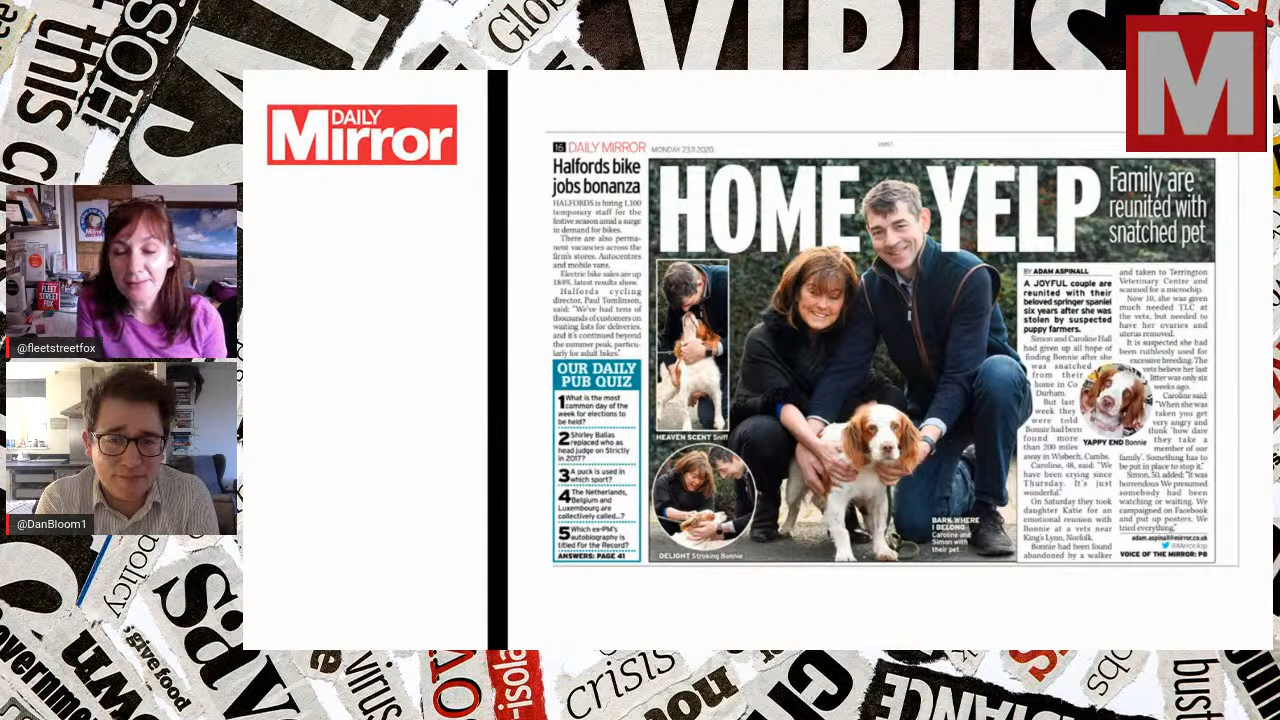 VIRUS
this c
HOS
Glob
M
DAILY
Mirror
@fleetstreetfox
FLEET
STREET
FOX
@DanBloom1
16 DAILY MIRROR MONDAY 23.11.2020
Halfords bike
jobs bonanza
HALFORDS is hiring 1,100
temporary staff for the
festive season amid a surge
in demand for bikes.
There are also perma-
nent vacancies across the
firm's stores, Autocentres
and mobile vans.
Electric bike sales are up
184%, latest results show.
Halfords cycling
director, Paul Tomlinson,
said: "We've had tens of
thousands of customers on
waiting lists for deliveries,
and it's continued beyond
the summer peak, particu-
larly for adult bikes."
OUR DAILY
PUB QUIZ
1 What is the most
common day of the
week for elections to
be held?
2 Shirley Ballas
replaced who as
head judge on Strictly
in 2017?
3 A puck is used in
which sport?
4 The Netherlands,
Belgium and
Luxembourg are
collectively called...?
5 Which ex-PM's
autobiography is
titled For the Record?
ANSWERS: PAGE 41
HOME YELP
Family are
reunited with
snatched pet
HEAVEN SCENT Sniff
DELIGHT Stroking Bonnie
BARK WHERE
I BELONG
Caroline and
Simon with
their pet
BY ADAM ASPINALL
A JOYFUL couple are
reunited with their
beloved springer spaniel
six years after she was
stolen by suspected
puppy farmers.
Simon and Caroline Hall
had given up all hope of
finding Bonnie after she
was snatched
from their
home in Co
Durham.
But last
week they
were told
Bonnie had been
found more
than 200 miles
away in Wisbech, Cambs.
Caroline, 48, said: "We
have been crying since
Thursday. It's just
wonderful."
On Saturday they took
daughter Katie for an
emotional reunion with
Bonnie at a vets near
King's Lynn, Norfolk.
Bonnie had been found
abandoned by a walker
and taken to Terrington
Veterinary Centre and
scanned for a microchip.
Now 10, she was given
much needed TLC at
the vets, but needed to
have her ovaries and
uterus removed.
It is suspected she had
been ruthlessly used for
excessive breeding. The
vets believe her last
litter was only six
weeks ago.
Caroline said:
"When she was
taken you get
very angry and
think 'how dare
they take a
member of our
family'. Something has to
be put in place to stop it."
Simon, 50, added: "It was
horrendous We presumed
somebody had been
watching or waiting. We
campaigned on Facebook
and put up posters. We
tried everything."
adam.aspinall@mirror.co.uk
@MirrorAsp
VOICE OF THE MIRROR: P8
YAPPY END Bonnie
policy
Sav
governme
give food
virus
-isola
crisis
not
STANCE
obs
bust